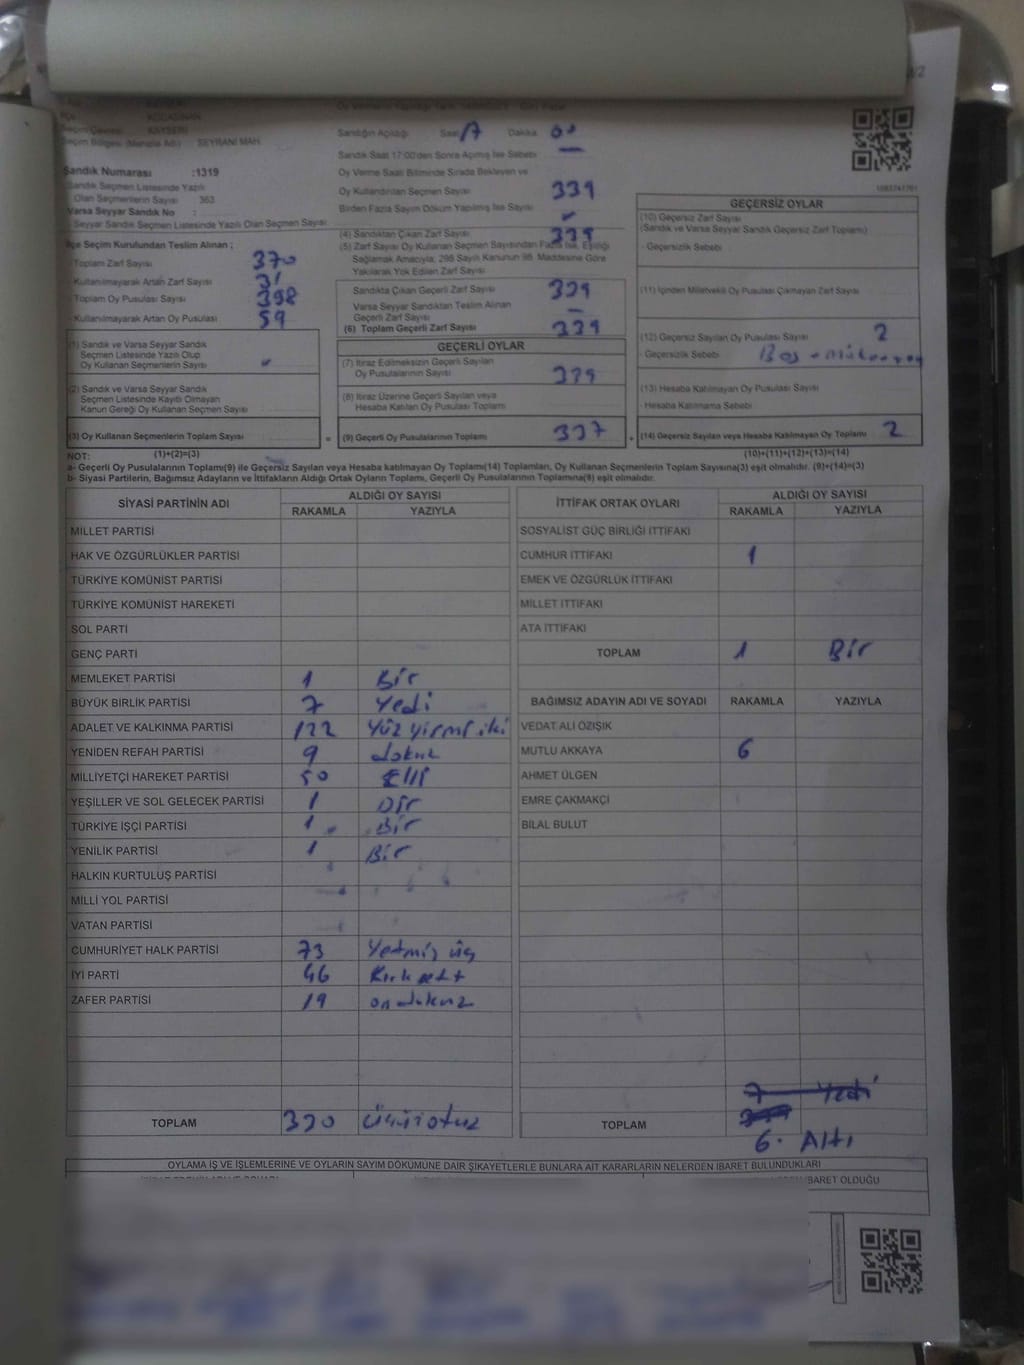 KOCASİNAN
Seçim Çevresi : KAYSERİ
Seçim Bölgesi (Mahalle Adı) : SEYRANİ MAH.
Sandık Numarası :1319
Sandık Seçmen Listesinde Yazılı
Olan Seçmenlerin Sayısı 363
Varsa Seyyar Sandık No :
Seyyar Sandık Seçmen Listesinde Yazılı Olan Seçmen Sayısı :
İlçe Seçim Kurulundan Teslim Alınan ;
- Toplam Zarf Sayısı 370
- Kullanılmayarak Artan Zarf Sayısı 31
- Toplam Oy Pusulası Sayısı 398
- Kullanılmayarak Artan Oy Pusulası 59
(1) Sandık ve Varsa Seyyar Sandık
Seçmen Listesinde Yazılı Olup
Oy Kullanan Seçmenlerin Sayısı
(2) Sandık ve Varsa Seyyar Sandık
Seçmen Listesinde Kayıtlı Olmayan
Kanun Gereği Oy Kullanan Seçmen Sayısı
(3) Oy Kullanan Seçmenlerin Toplam Sayısı
Sandığın Açıldığı Saat 17 Dakika 00
Sandık Saat 17:00'den Sonra Açılmış İse Sebebi
Oy Verme Saati Bitiminde Sırada Bekleyen ve
Oy Kullandırılan Seçmen Sayısı 339
Birden Fazla Sayım Döküm Yapılmış İse Sayısı
(4) Sandıktan Çıkan Zarf Sayısı 339
(5) Zarf Sayısı Oy Kullanan Seçmen Sayısından Fazla ise, Eşitliği
Sağlamak Amacıyla; 298 Sayılı Kanunun 98. Maddesine Göre
Yakılarak Yok Edilen Zarf Sayısı
Sandıkta Çıkan Geçerli Zarf Sayısı 339
Varsa Seyyar Sandıktan Teslim Alınan
Geçerli Zarf Sayısı
(6) Toplam Geçerli Zarf Sayısı 339
GEÇERLİ OYLAR
(7) İtiraz Edilmeksizin Geçerli Sayılan
Oy Pusulalarının Sayısı
(8) İtiraz Üzerine Geçerli Sayılan veya
Hesaba Katılan Oy Pusulası Toplamı
= (9) Geçerli Oy Pusulalarının Toplamı 337
GEÇERSİZ OYLAR
(10) Geçersiz Zarf Sayısı
(Sandık ve Varsa Seyyar Sandık Geçersiz Zarf Toplamı)
- Geçersizlik Sebebi
(11) İçinden Milletvekili Oy Pusulası Çıkmayan Zarf Sayısı
(12) Geçersiz Sayılan Oy Pusulası Sayısı 2
- Geçersizlik Sebebi Boş
(13) Hesaba Katılmayan Oy Pusulası Sayısı
- Hesaba Katılmama Sebebi
+ (14) Geçersiz Sayılan veya Hesaba Katılmayan Oy Toplamı 2
NOT: (1)+(2)=(3) (10)+(11)+(12)+(13)=(14)
a- Geçerli Oy Pusulalarının Toplamı(9) ile Geçersiz Sayılan veya Hesaba katılmayan Oy Toplamı(14) Toplamları, Oy Kullanan Seçmenlerin Toplam Sayısına(3) eşit olmalıdır. (9)+(14)=(3)
b- Siyasi Partilerin, Bağımsız Adayların ve İttifakların Aldığı Ortak Oyların Toplamı, Geçerli Oy Pusulalarının Toplamına(9) eşit olmalıdır.
SİYASİ PARTİNİN ADI ALDIĞI OY SAYISI
RAKAMLA YAZIYLA
MİLLET PARTİSİ
HAK VE ÖZGÜRLÜKLER PARTİSİ
TÜRKİYE KOMÜNİST PARTİSİ
TÜRKİYE KOMÜNİST HAREKETİ
SOL PARTİ
GENÇ PARTİ
MEMLEKET PARTİSİ 1 Bir
BÜYÜK BİRLİK PARTİSİ 7 Yedi
ADALET VE KALKINMA PARTİSİ 122 Yüz yirmi iki
YENİDEN REFAH PARTİSİ 9 dokuz
MİLLİYETÇİ HAREKET PARTİSİ 50 Elli
YEŞİLLER VE SOL GELECEK PARTİSİ 1 Bir
TÜRKİYE İŞÇİ PARTİSİ 1 Bir
YENİLİK PARTİSİ 1 Bir
HALKIN KURTULUŞ PARTİSİ
MİLLİ YOL PARTİSİ
VATAN PARTİSİ
CUMHURİYET HALK PARTİSİ 73 Yetmiş üç
İYİ PARTİ 46 Kırk altı
ZAFER PARTİSİ 19 on dokuz
TOPLAM 330 üçyüzotuz
İTTİFAK ORTAK OYLARI ALDIĞI OY SAYISI
RAKAMLA YAZIYLA
SOSYALİST GÜÇ BİRLİĞİ İTTİFAKI
CUMHUR İTTİFAKI 1
EMEK VE ÖZGÜRLÜK İTTİFAKI
MİLLET İTTİFAKI
ATA İTTİFAKI
TOPLAM 1 Bir
BAĞIMSIZ ADAYIN ADI VE SOYADI RAKAMLA YAZIYLA
VEDAT ALİ ÖZIŞIK
MUTLU AKKAYA 6
AHMET ÜLGEN
EMRE ÇAKMAKÇI
BİLAL BULUT
7 Yedi
TOPLAM
6. Altı
OYLAMA İŞ VE İŞLEMLERİNE VE OYLARIN SAYIM DÖKÜMÜNE DAİR ŞİKAYETLERLE BUNLARA AİT KARARLARIN NELERDEN İBARET BULUNDUKLARI
İBARET OLDUĞU